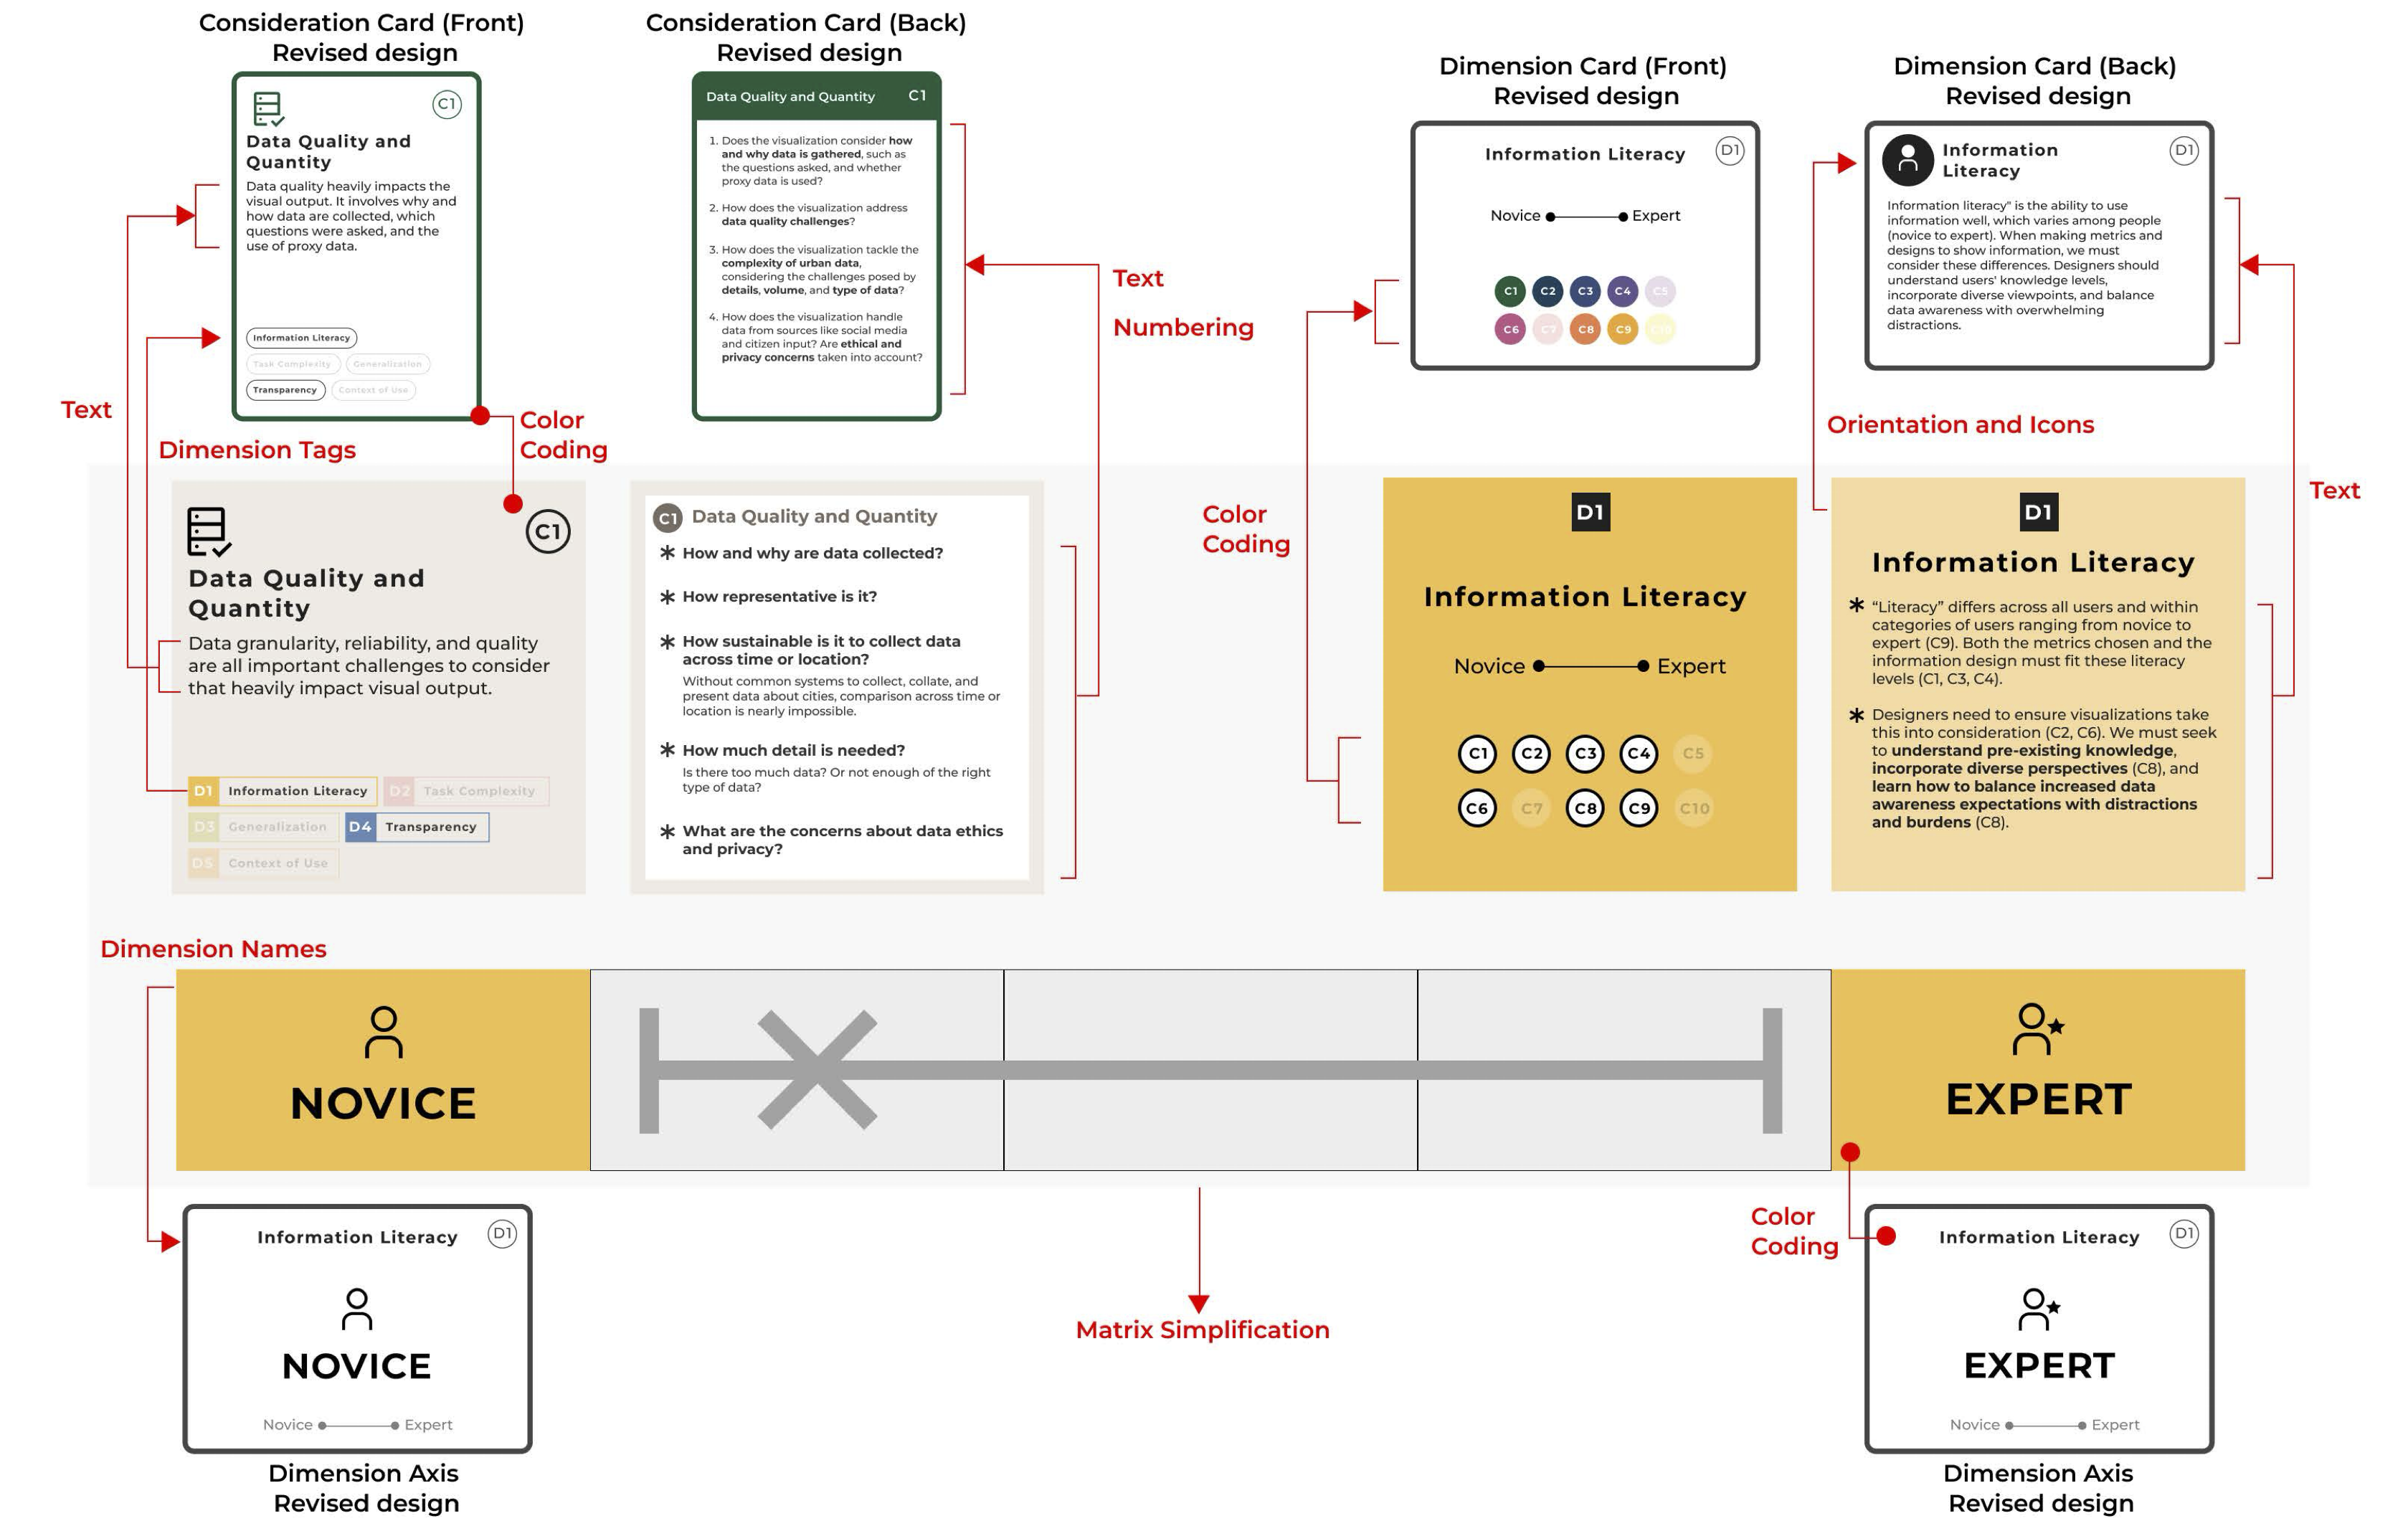 Consideration Card (Front)
Revised design
Consideration Card (Back)
Revised design
Dimension Card (Front)
Revised design
Dimension Card (Back)
Revised design
C1
Data Quality and
Quantity
Data quality heavily impacts the
visual output. It involves why and
how data are collected, which
questions were asked, and the
use of proxy data.
Information Literacy
Task Complexity
Generalization
Transparency
Context of Use
Data Quality and Quantity C1
1. Does the visualization consider how
and why data is gathered, such as
the questions asked, and whether
proxy data is used?
2. How does the visualization address
data quality challenges?
3. How does the visualization tackle the
complexity of urban data,
considering the challenges posed by
details, volume, and type of data?
4. How does the visualization handle
data from sources like social media
and citizen input? Are ethical and
privacy concerns taken into account?
Text
Numbering
Information Literacy D1
Novice Expert
C1 C2 C3 C4 C5
C6 C7 C8 C9 C10
Information
Literacy
D1
Information literacy" is the ability to use
information well, which varies among people
(novice to expert). When making metrics and
designs to show information, we must
consider these differences. Designers should
understand users' knowledge levels,
incorporate diverse viewpoints, and balance
data awareness with overwhelming
distractions.
Text
Dimension Tags
Color
Coding
Orientation and Icons
Text
Color
Coding
C1
Data Quality and
Quantity
Data granularity, reliability, and quality
are all important challenges to consider
that heavily impact visual output.
D1 Information Literacy D2 Task Complexity
D3 Generalization D4 Transparency
D5 Context of Use
C1 Data Quality and Quantity
* How and why are data collected?
* How representative is it?
* How sustainable is it to collect data
across time or location?
Without common systems to collect, collate, and
present data about cities, comparison across time or
location is nearly impossible.
* How much detail is needed?
Is there too much data? Or not enough of the right
type of data?
* What are the concerns about data ethics
and privacy?
D1
Information Literacy
Novice Expert
C1 C2 C3 C4 C5
C6 C7 C8 C9 C10
D1
Information Literacy
* “Literacy” differs across all users and within
categories of users ranging from novice to
expert (C9). Both the metrics chosen and the
information design must fit these literacy
levels (C1, C3, C4).
* Designers need to ensure visualizations take
this into consideration (C2, C6). We must seek
to understand pre-existing knowledge,
incorporate diverse perspectives (C8), and
learn how to balance increased data
awareness expectations with distractions
and burdens (C8).
Dimension Names
NOVICE
EXPERT
Information Literacy D1
NOVICE
Novice Expert
Dimension Axis
Revised design
Matrix Simplification
Color
Coding
Information Literacy D1
EXPERT
Novice Expert
Dimension Axis
Revised design